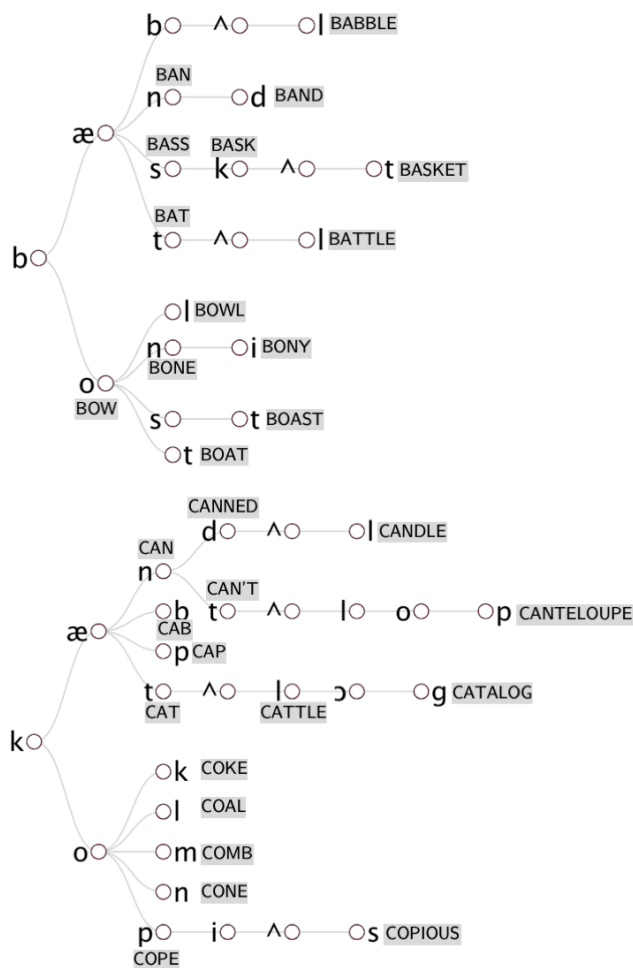 b ^ l BABBLE
BAN
n d BAND
æ
BASS BASK
s k ^ t BASKET
BAT
t ^ l BATTLE
b
l BOWL
n i BONY
BONE
o
BOW
s t BOAST
t BOAT
CANNED
d ^ l CANDLE
CAN
n
CAN'T
b t ^ l o p CANTELOUPE
CAB
æ
p CAP
t ^ l ɔ g CATALOG
CAT CATTLE
k
k COKE
l COAL
o m COMB
n CONE
p i ^ s COPIOUS
COPE